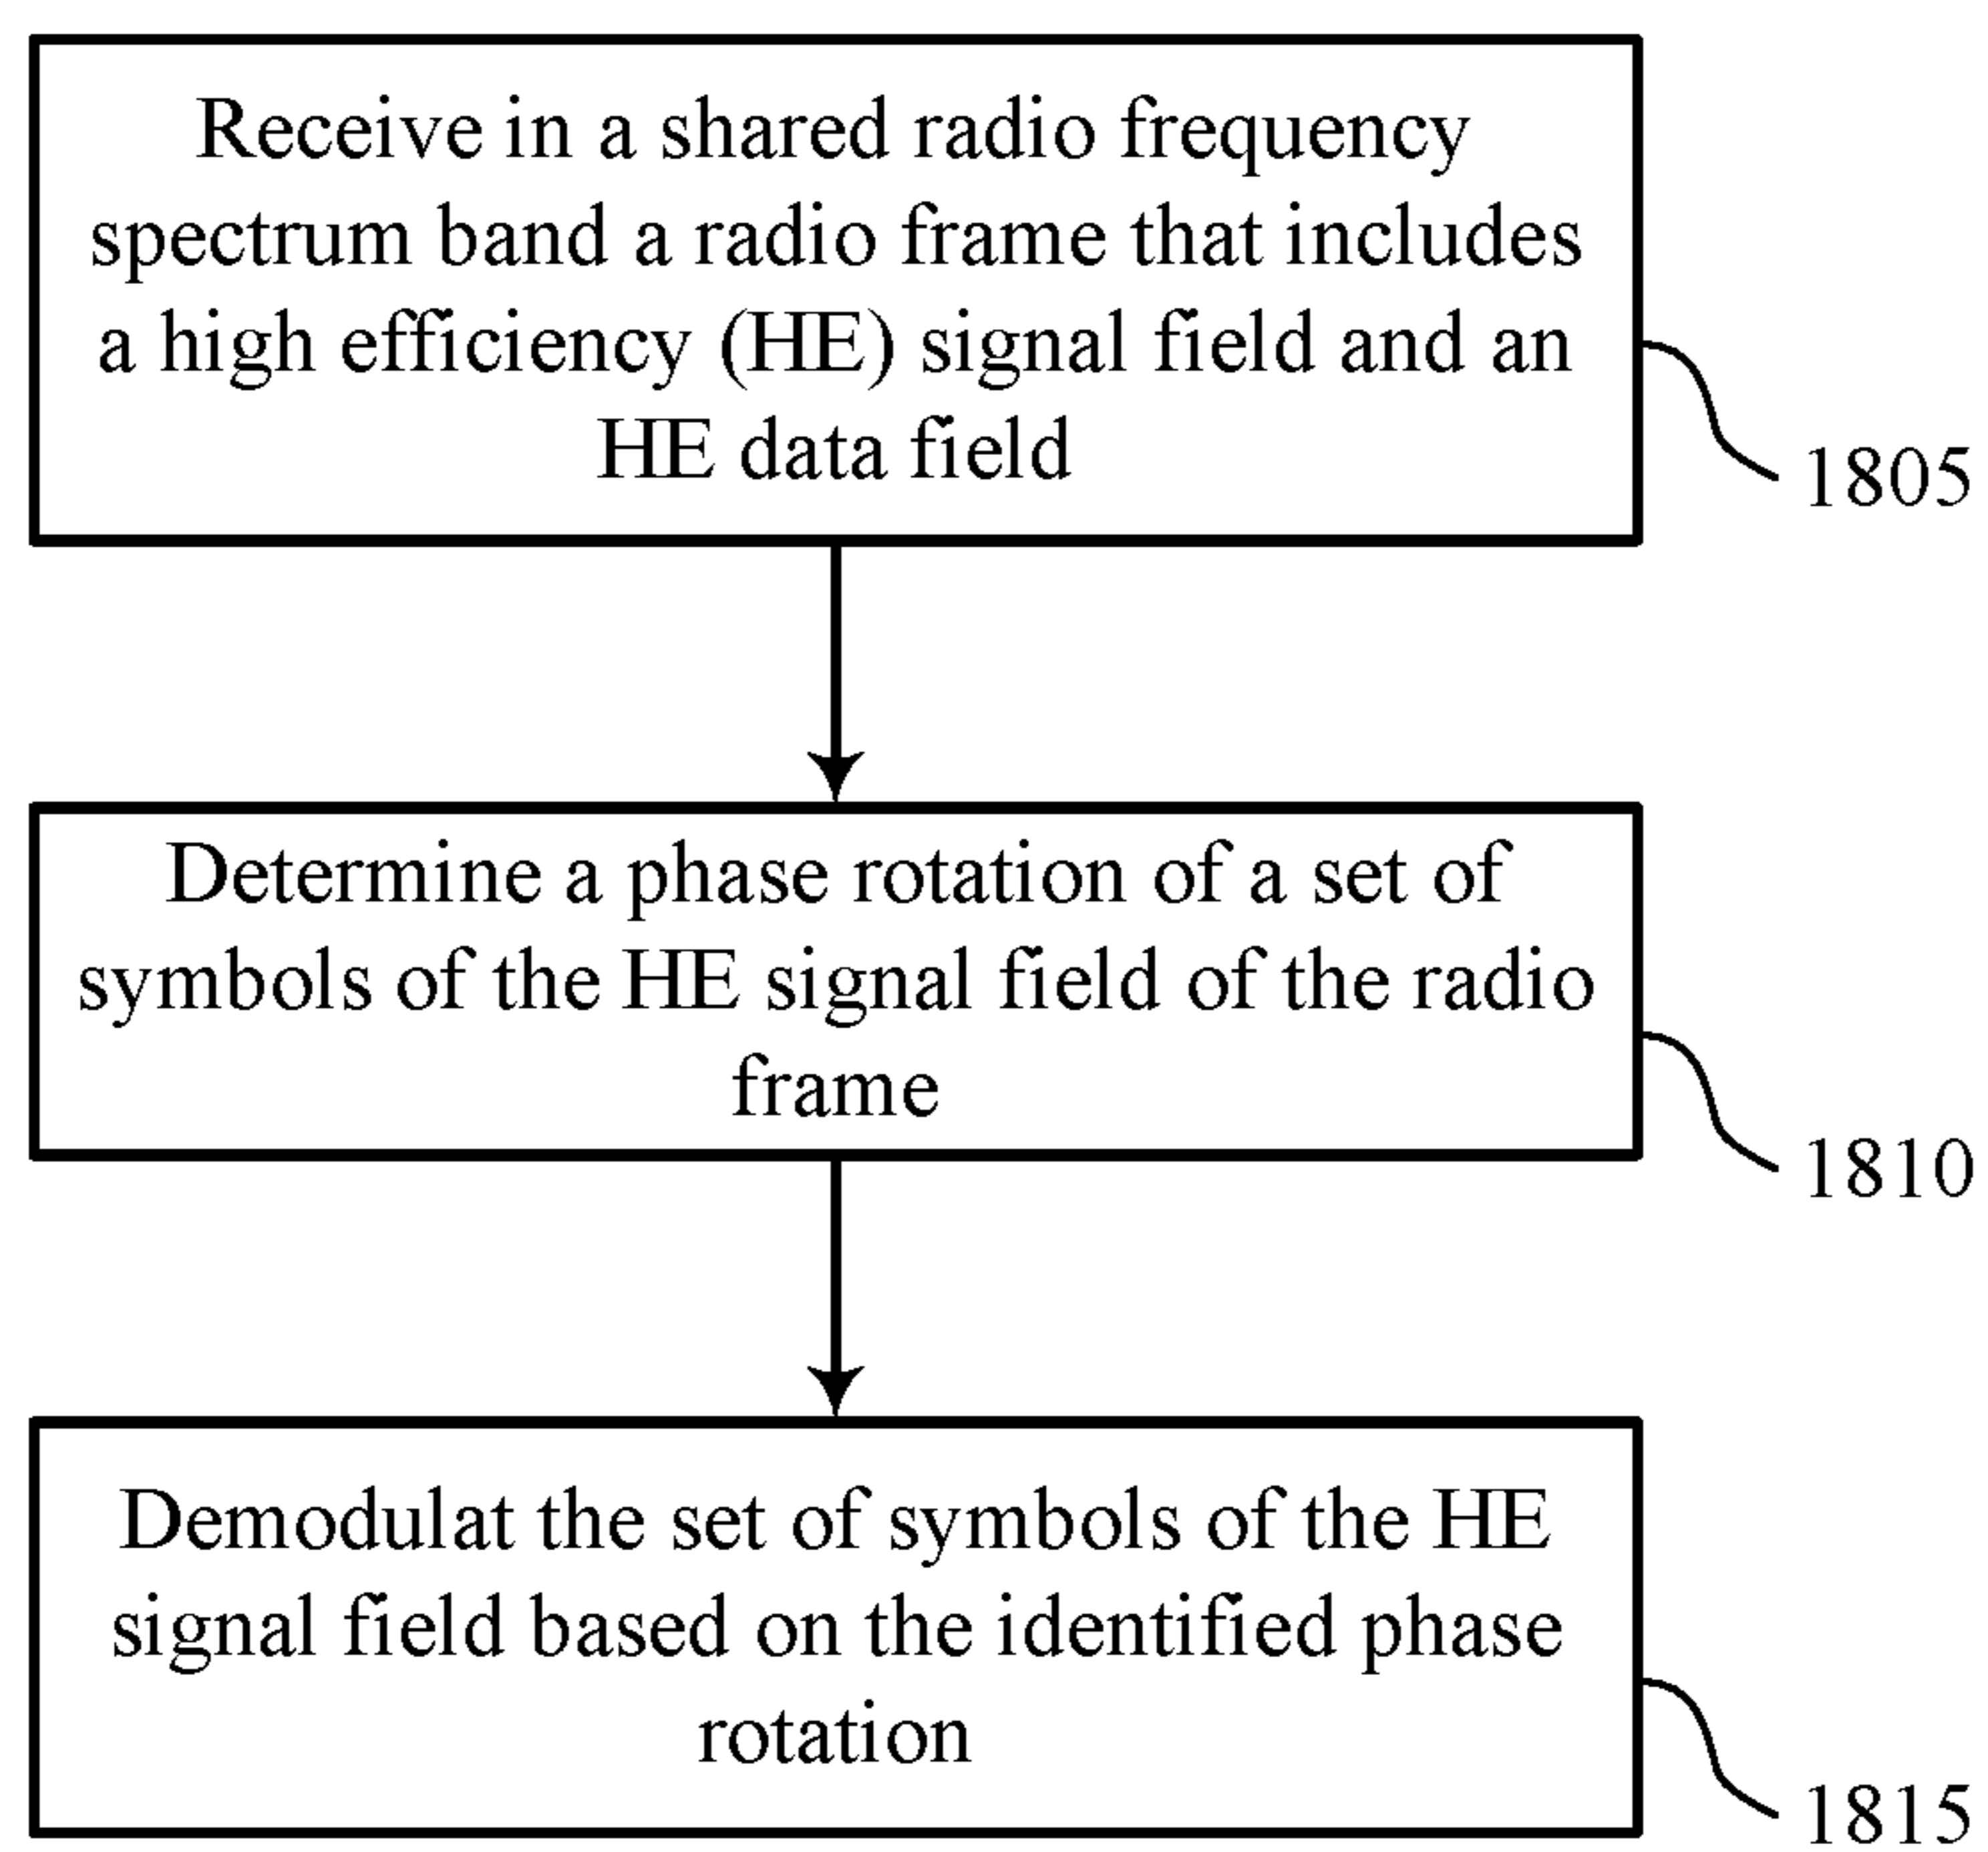 Receive in a shared radio frequency
spectrum band a radio frame that includes
a high efficiency (HE) signal field and an
HE data field
1805
Determine a phase rotation of a set of
symbols of the HE signal field of the radio
frame
1810
Demodulat the set of symbols of the HE
signal field based on the identified phase
rotation
1815